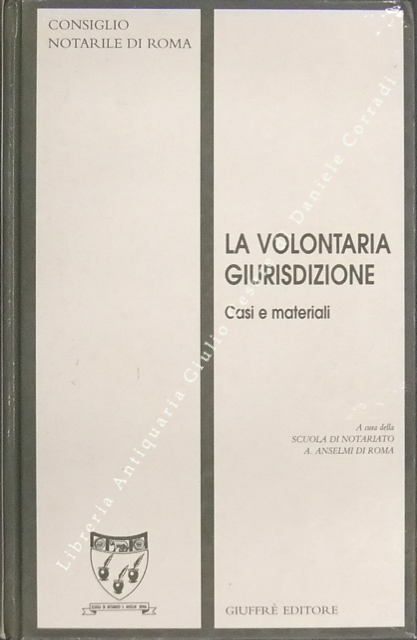 CONSIGLIO
NOTARILE DI ROMA
LA VOLONTARIA
GIURISDIZIONE
Casi e materiali
A cura della
SCUOLA DI NOTARIATO
A. ANSELMI DI ROMA
GIUFFRÈ EDITORE
Libreria Antiquaria Giulio Daniele Corradi